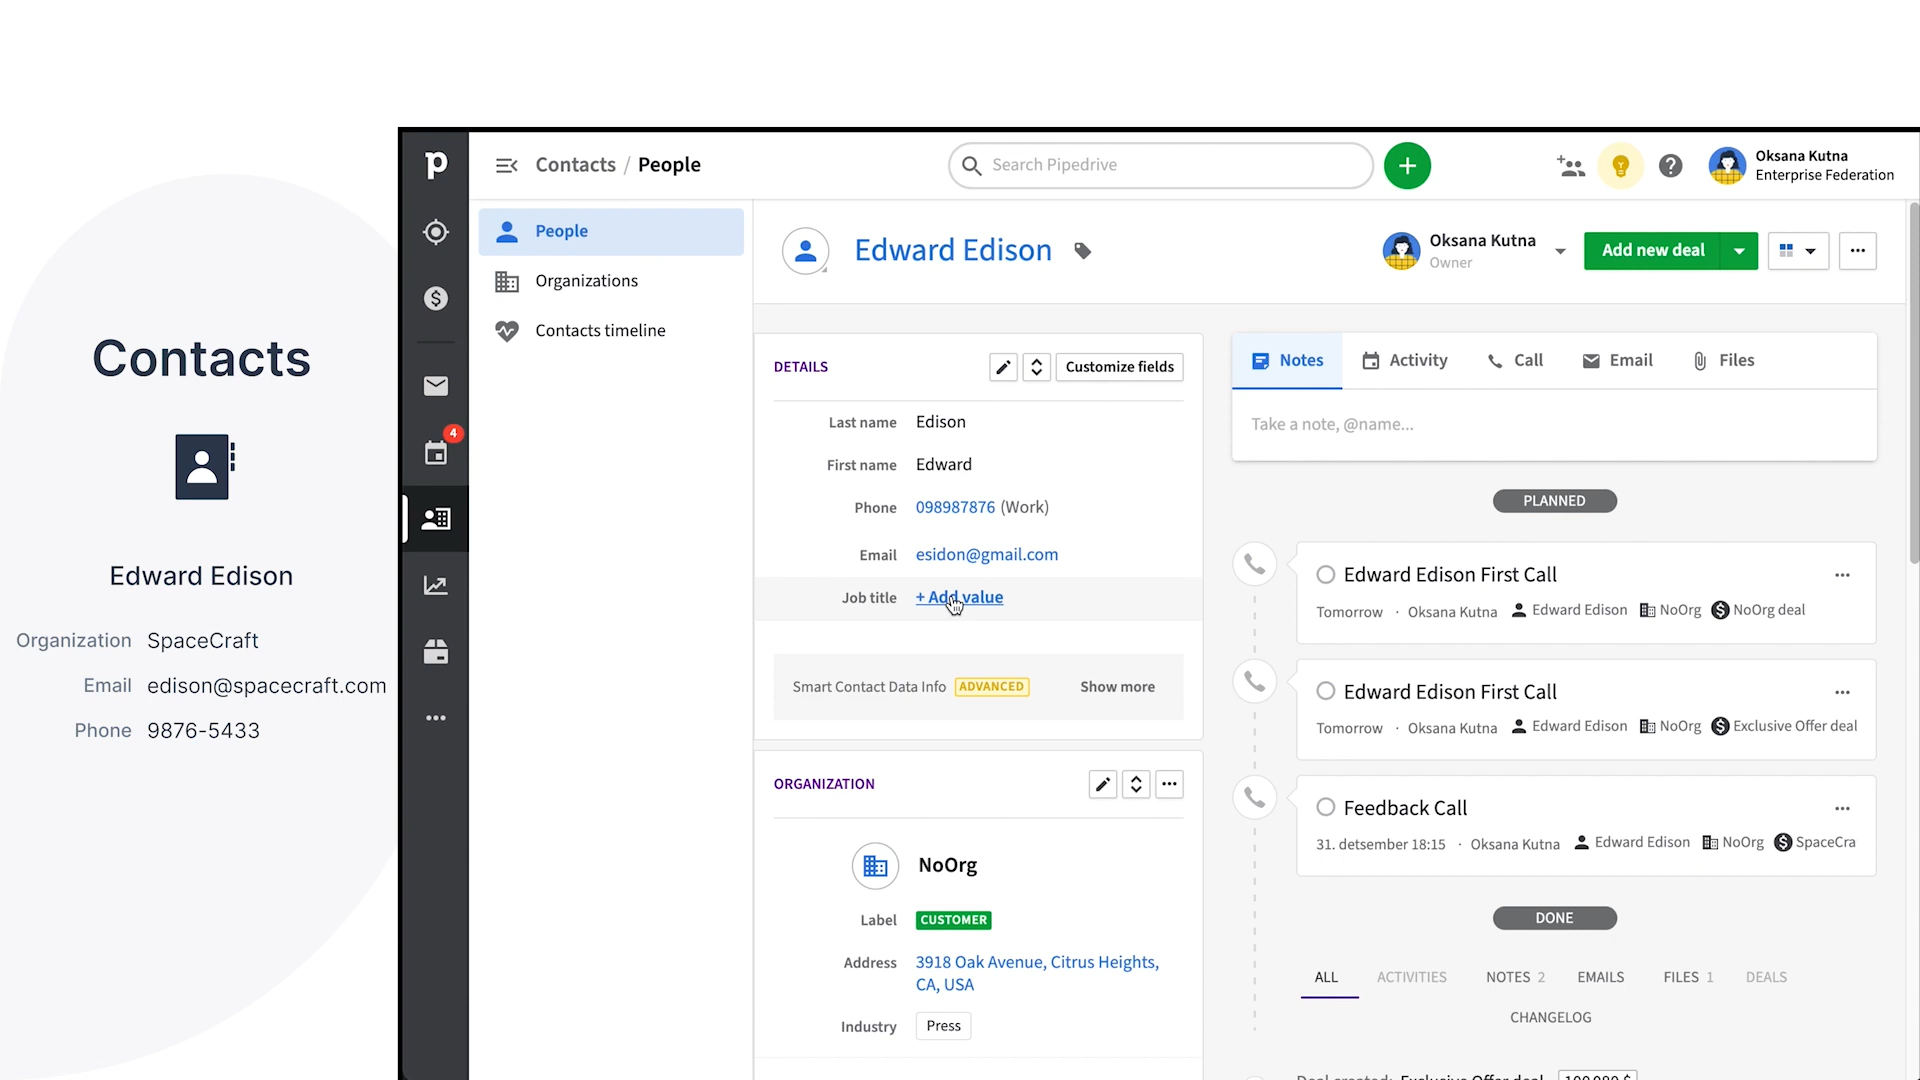 Contacts
Edward Edison
Organization SpaceCraft
Email edison@spacecraft.com
Phone 9876-5433
p
Contacts / People
Search Pipedrive
Oksana Kutna
Enterprise Federation
4
People
Organizations
Contacts timeline
Edward Edison
Oksana Kutna
Owner
Add new deal
DETAILS
Customize fields
Last name Edison
First name Edward
Phone 098987876 (Work)
Email esidon@gmail.com
Job title + Add value
Smart Contact Data Info ADVANCED Show more
ORGANIZATION
NoOrg
Label CUSTOMER
Address 3918 Oak Avenue, Citrus Heights,
CA, USA
Industry Press
Notes Activity Call Email Files
Take a note, @name...
PLANNED
Edward Edison First Call
Tomorrow · Oksana Kutna Edward Edison NoOrg NoOrg deal
Edward Edison First Call
Tomorrow · Oksana Kutna Edward Edison NoOrg Exclusive Offer deal
Feedback Call
31. detsember 18:15 · Oksana Kutna Edward Edison NoOrg SpaceCra
DONE
ALL ACTIVITIES NOTES 2 EMAILS FILES 1 DEALS
CHANGELOG
Deal created: Exclusive Offer deal